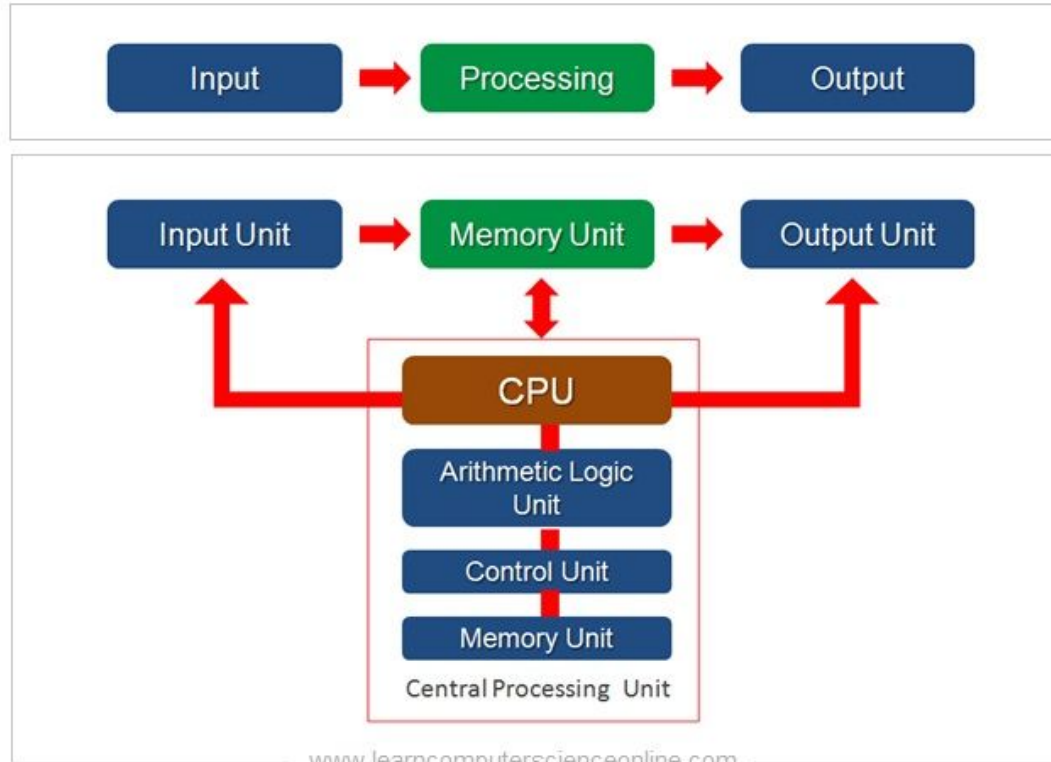 Input Processing Output
Input Unit Memory Unit Output Unit
CPU
Arithmetic Logic
Unit
Control Unit
Memory Unit
Central Processing Unit
www.learncomputerscienceonline.com